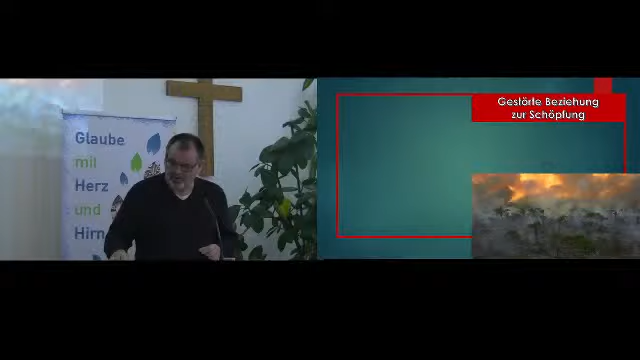 Glaube
mit
Herz
und
Hirn
Gestörte Beziehung
zur Schöpfung